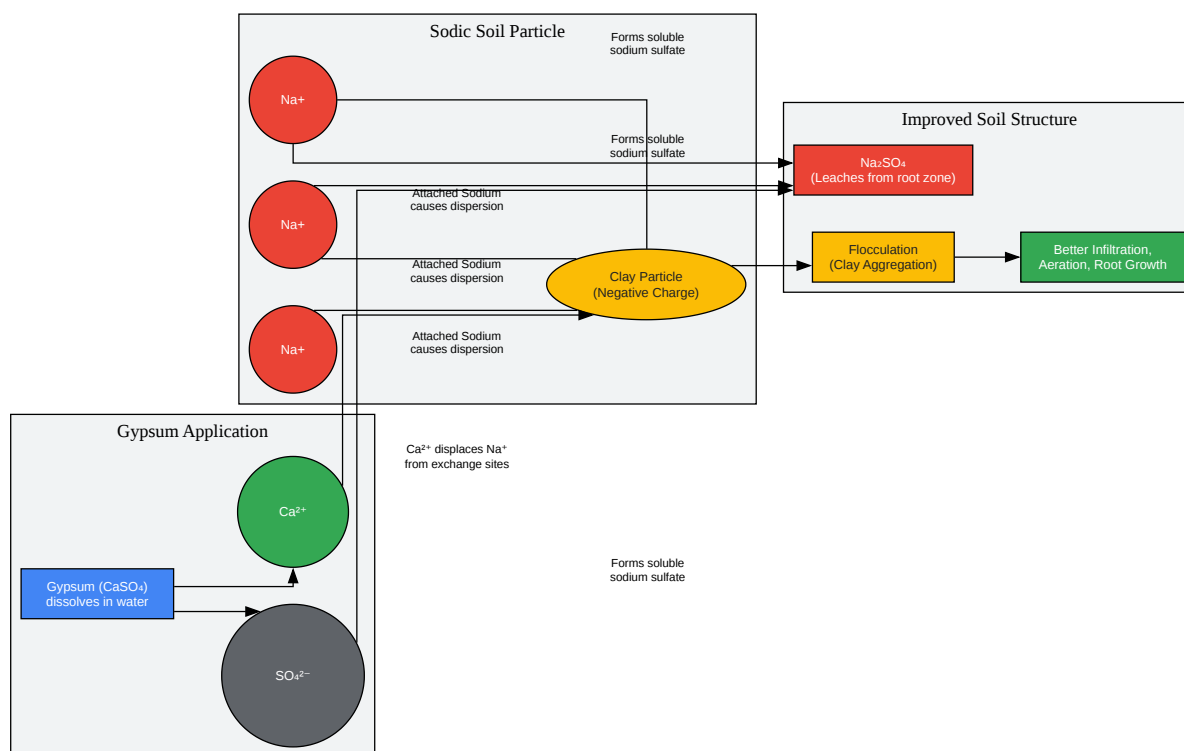 Sodic Soil Particle
Forms soluble
sodium sulfate
Na+
Forms soluble
sodium sulfate
Na+
Attached Sodium
causes dispersion
Attached Sodium
causes dispersion
Clay Particle
(Negative Charge)
Na+
Attached Sodium
causes dispersion
Improved Soil Structure
Na₂SO₄
(Leaches from root zone)
Flocculation
(Clay Aggregation)
Better Infiltration,
Aeration, Root Growth
Gypsum Application
Ca²⁺ displaces Na⁺
from exchange sites
Ca²⁺
Gypsum (CaSO₄)
dissolves in water
Forms soluble
sodium sulfate
SO₄²⁻